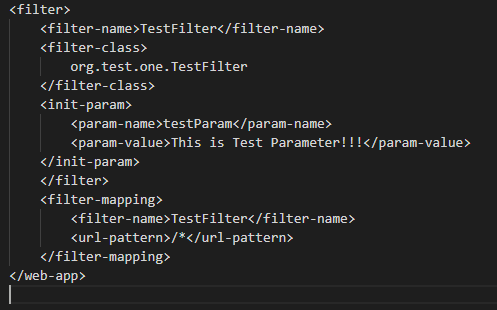 <filter>
    <filter-name>TestFilter</filter-name>
    <filter-class>
        org.test.one.TestFilter
    </filter-class>
    <init-param>
        <param-name>testParam</param-name>
        <param-value>This is Test Parameter!!!</param-value>
    </init-param>
    </filter>
    <filter-mapping>
        <filter-name>TestFilter</filter-name>
        <url-pattern>/*</url-pattern>
    </filter-mapping>
</web-app>